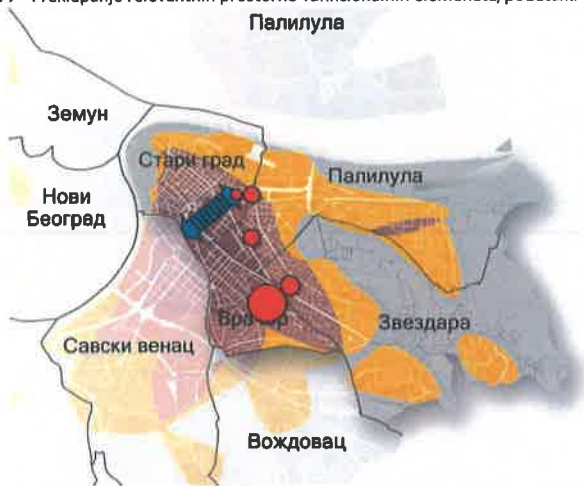 Палилула
Земун
Стари град
Палилула
Нови
Београд
Звездара
Савски венац
Вождовац